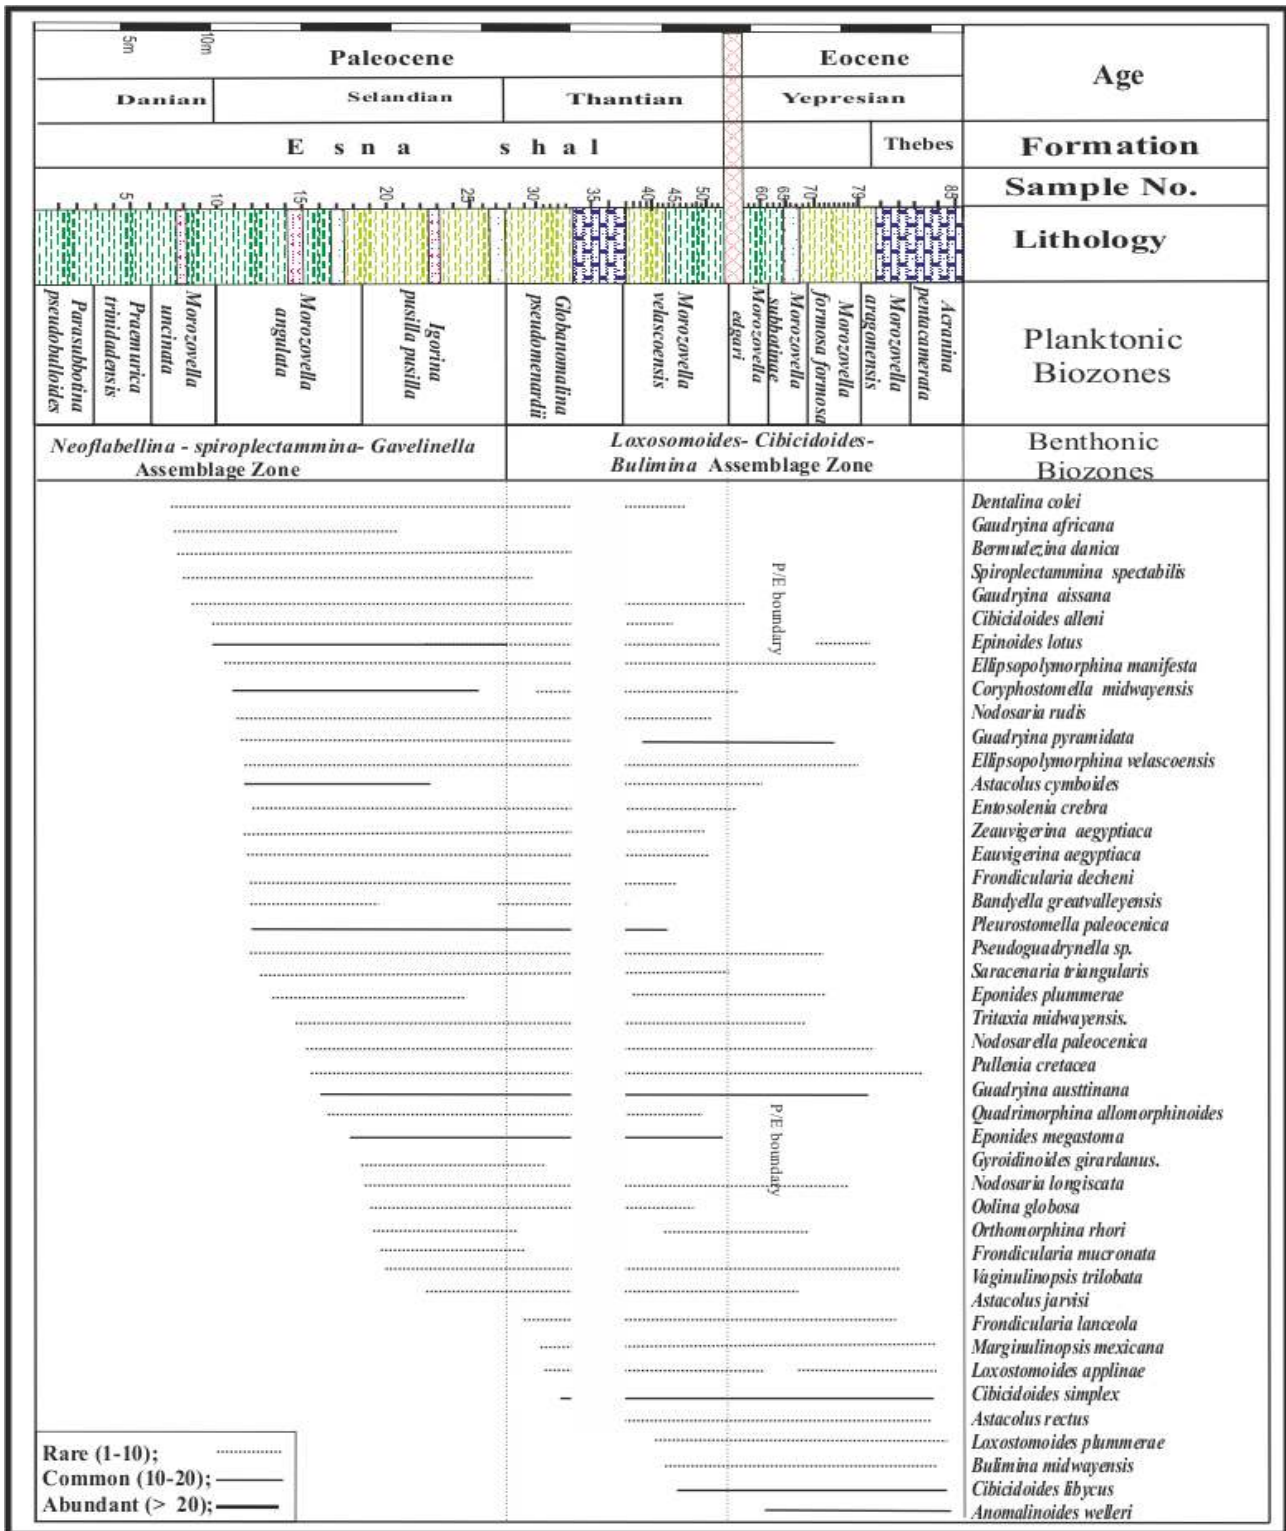 5m 10m
Paleocene Eocene Age
Danian Selandian Thantian Yepresian
E s n a s h a l Thebes Formation
Sample No.
5 10 15 20 25 30 35 40 45 50 60 65 70 79 85
Lithology
Parasubbotina pseudobulloides
Praemurica trinidadensis
Morozovella uncinata
Morozovella angulata
Igorina pusilla pusilla
Globanomalina pseudomenardii
Morozovella velascoensis
Morozovella edgari
Morozovella subbotinae
Morozovella formosa formosa
Morozovella aragonensis
Acranina pentacamerata
Planktonic
Biozones
Neoflabellina - spiroplectammina- Gavelinella
Assemblage Zone
Loxosomoides- Cibicidoides-
Bulimina Assemblage Zone
Benthonic
Biozones
Dentalina colei
Gaudryina africana
Bermudezina danica
Spiroplectammina spectabilis
Gaudryina aissana
Cibicidoides alleni
Epinoides lotus
Ellipsopolymorphina manifesta
Coryphostomella midwayensis
Nodosaria rudis
Guadryina pyramidata
Ellipsopolymorphina velascoensis
Astacolus cymboides
Entosolenia crebra
Zeauvigerina aegyptiaca
Eauvigerina aegyptiaca
Frondicularia decheni
Bandyella greatvalleyensis
Pleurostomella paleocenica
Pseudoguadrynella sp.
Saracenaria triangularis
Eponides plummerae
Tritaxia midwayensis.
Nodosarella paleocenica
Pullenia cretacea
Guadryina austtinana
Quadrimorphina allomorphinoides
Eponides megastoma
Gyroidinoides girardanus.
Nodosaria longiscata
Oolina globosa
Orthomorphina rhori
Frondicularia mucronata
Vaginulinopsis trilobata
Astacolus jarvisi
Frondicularia lanceola
Marginulinopsis mexicana
Loxostomoides applinae
Cibicidoides simplex
Astacolus rectus
Loxostomoides plummerae
Bulimina midwayensis
Cibicidoides libycus
Anomalinoides welleri
P/E boundary
P/E boundary
Rare (1-10);
Common (10-20);
Abundant (> 20);